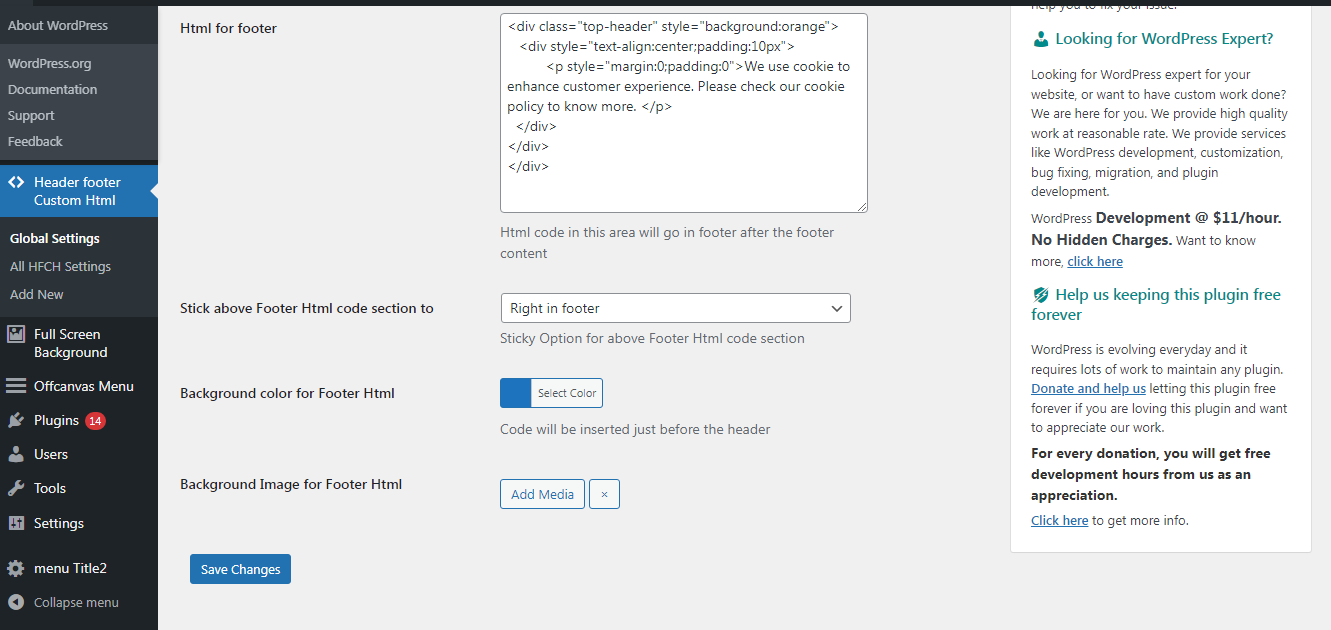 About WordPress
WordPress.org
Documentation
Support
Feedback
Header footer
Custom Html
Global Settings
All HFCH Settings
Add New
Full Screen
Background
Offcanvas Menu
Plugins 14
Users
Tools
Settings
menu Title2
Collapse menu
Html for footer
<div class="top-header" style="background:orange">
<div style="text-align:center;padding:10px">
<p style="margin:0;padding:0">We use cookie to
enhance customer experience. Please check our cookie
policy to know more. </p>
</div>
</div>
</div>
Html code in this area will go in footer after the footer
content
Stick above Footer Html code section to
Right in footer
Sticky Option for above Footer Html code section
Background color for Footer Html
Select Color
Code will be inserted just before the header
Background Image for Footer Html
Add Media ×
Save Changes
help you to fix your issue.
Looking for WordPress Expert?
Looking for WordPress expert for your
website, or want to have custom work done?
We are here for you. We provide high quality
work at reasonable rate. We provide services
like WordPress development, customization,
bug fixing, migration, and plugin
development.
WordPress Development @ $11/hour.
No Hidden Charges. Want to know
more, click here
Help us keeping this plugin free
forever
WordPress is evolving everyday and it
requires lots of work to maintain any plugin.
Donate and help us letting this plugin free
forever if you are loving this plugin and want
to appreciate our work.
For every donation, you will get free
development hours from us as an
appreciation.
Click here to get more info.